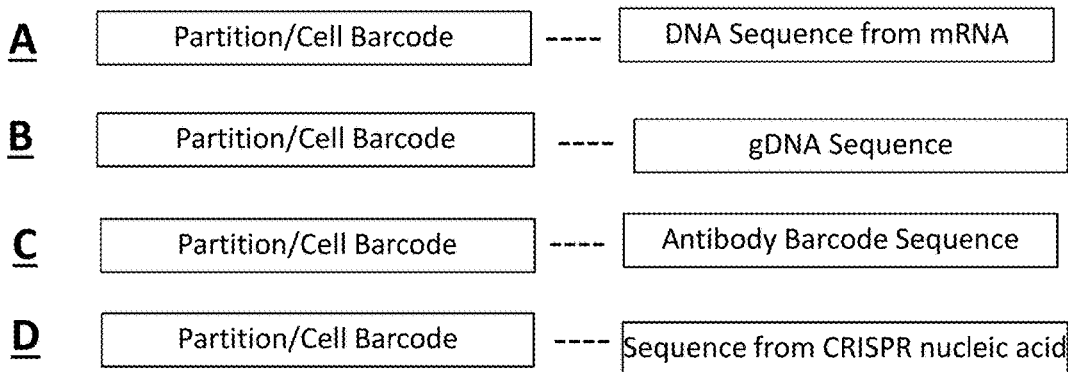 A Partition/Cell Barcode ---- DNA Sequence from mRNA
B Partition/Cell Barcode ---- gDNA Sequence
C Partition/Cell Barcode ---- Antibody Barcode Sequence
D Partition/Cell Barcode ---- Sequence from CRISPR nucleic acid